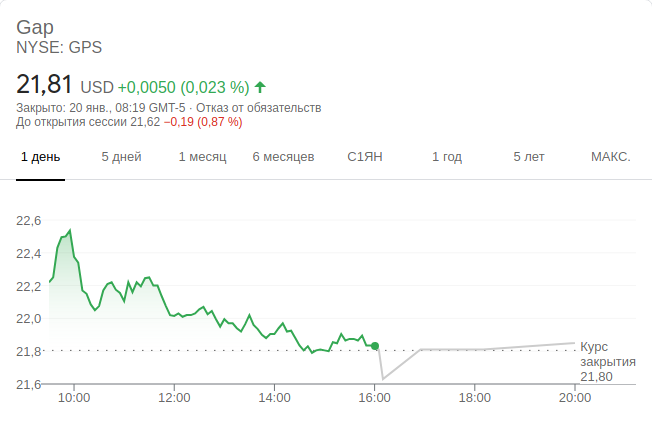 Gap
NYSE: GPS
21,81 USD +0,0050 (0,023 %)
Закрыто: 20 янв., 08:19 GMT-5 · Отказ от обязательств
До открытия сессии 21,62 −0,19 (0,87 %)
1 день 5 дней 1 месяц 6 месяцев С1ЯН 1 год 5 лет МАКС.
22,6
22,4
22,2
22,0
21,8
21,6
Курс
закрытия
21,80
10:00 12:00 14:00 16:00 18:00 20:00